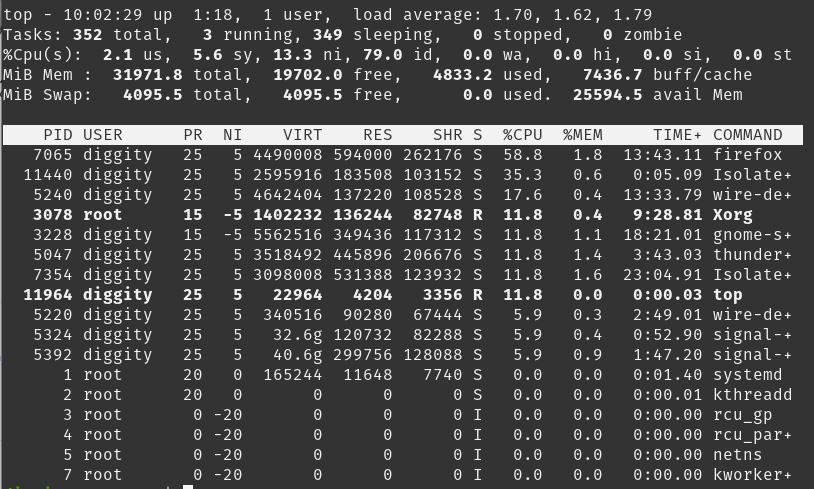 top - 10:02:29 up  1:18,  1 user,  load average: 1.70, 1.62, 1.79
Tasks: 352 total,   3 running, 349 sleeping,   0 stopped,   0 zombie
%Cpu(s):  2.1 us,  5.6 sy, 13.3 ni, 79.0 id,  0.0 wa,  0.0 hi,  0.0 si,  0.0 st
MiB Mem :  31971.8 total,  19702.0 free,   4833.2 used,   7436.7 buff/cache
MiB Swap:   4095.5 total,   4095.5 free,      0.0 used.  25594.5 avail Mem
PID USER      PR  NI    VIRT    RES    SHR S  %CPU  %MEM     TIME+ COMMAND
7065 diggity   25   5 4490008 594000 262176 S  58.8   1.8  13:43.11 firefox
11440 diggity   25   5 2595916 183508 103152 S  35.3   0.6   0:05.09 Isolate+
5240 diggity   25   5 4642404 137220 108528 S  17.6   0.4  13:33.79 wire-de+
3078 root      15  -5 1402232 136244  82748 R  11.8   0.4   9:28.81 Xorg
3228 diggity   15  -5 5562516 349436 117312 S  11.8   1.1  18:21.01 gnome-s+
5047 diggity   25   5 3518492 445896 206676 S  11.8   1.4   3:43.03 thunder+
7354 diggity   25   5 3098008 531388 123932 S  11.8   1.6  23:04.91 Isolate+
11964 diggity   25   5   22964   4204   3356 R  11.8   0.0   0:00.03 top
5220 diggity   25   5  340516  90280  67444 S   5.9   0.3   2:49.01 wire-de+
5324 diggity   25   5   32.6g 120732  82288 S   5.9   0.4   0:52.90 signal-+
5392 diggity   25   5   40.6g 299756 128088 S   5.9   0.9   1:47.20 signal-+
1 root      20   0  165244  11648   7740 S   0.0   0.0   0:01.40 systemd
2 root      20   0       0      0      0 S   0.0   0.0   0:00.01 kthreadd
3 root       0 -20       0      0      0 I   0.0   0.0   0:00.00 rcu_gp
4 root       0 -20       0      0      0 I   0.0   0.0   0:00.00 rcu_par+
5 root       0 -20       0      0      0 I   0.0   0.0   0:00.00 netns
7 root       0 -20       0      0      0 I   0.0   0.0   0:00.00 kworker+